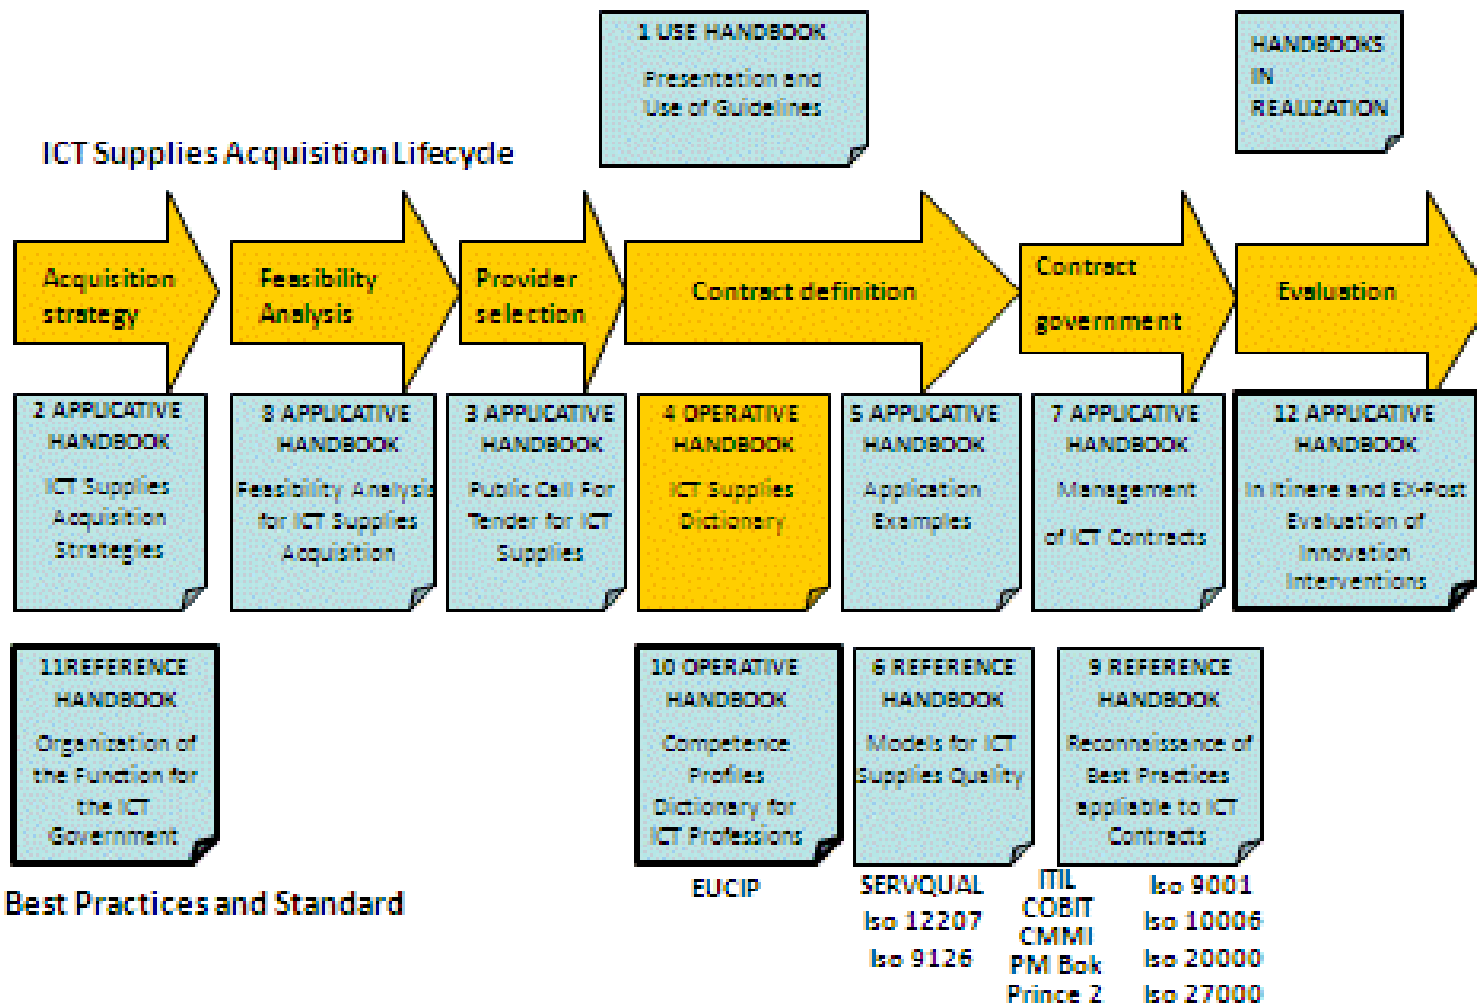 1 USE HANDBOOK
Presentation and
Use of Guidelines
HANDBOOKS
IN
REALIZATION
ICT Supplies Acquisition Lifecycle
Acquisition
strategy
Feasibility
Analysis
Provider
selection
Contract definition
Contract
government
Evaluation
2 APPLICATIVE
HANDBOOK
ICT Supplies
Acquisition
Strategies
8 APPLICATIVE
HANDBOOK
Feasibility Analysis
for ICT Supplies
Acquisition
3 APPLICATIVE
HANDBOOK
Public Call For
Tender for ICT
Supplies
4 OPERATIVE
HANDBOOK
ICT Supplies
Dictionary
5 APPLICATIVE
HANDBOOK
Application
Examples
7 APPLICATIVE
HANDBOOK
Management
of ICT Contracts
12 APPLICATIVE
HANDBOOK
In Itinere and EX-Post
Evaluation of
Innovation
Interventions
11REFERENCE
HANDBOOK
Organization of
the Function for
the ICT
Government
10 OPERATIVE
HANDBOOK
Competence
Profiles
Dictionary for
ICT Professions
6 REFERENCE
HANDBOOK
Models for ICT
Supplies Quality
9 REFERENCE
HANDBOOK
Reconnaissance of
Best Practices
appliable to ICT
Contracts
Best Practices and Standard
EUCIP
SERVQUAL
Iso 12207
Iso 9126
ITIL
COBIT
CMMI
PM Bok
Prince 2
Iso 9001
Iso 10006
Iso 20000
Iso 27000